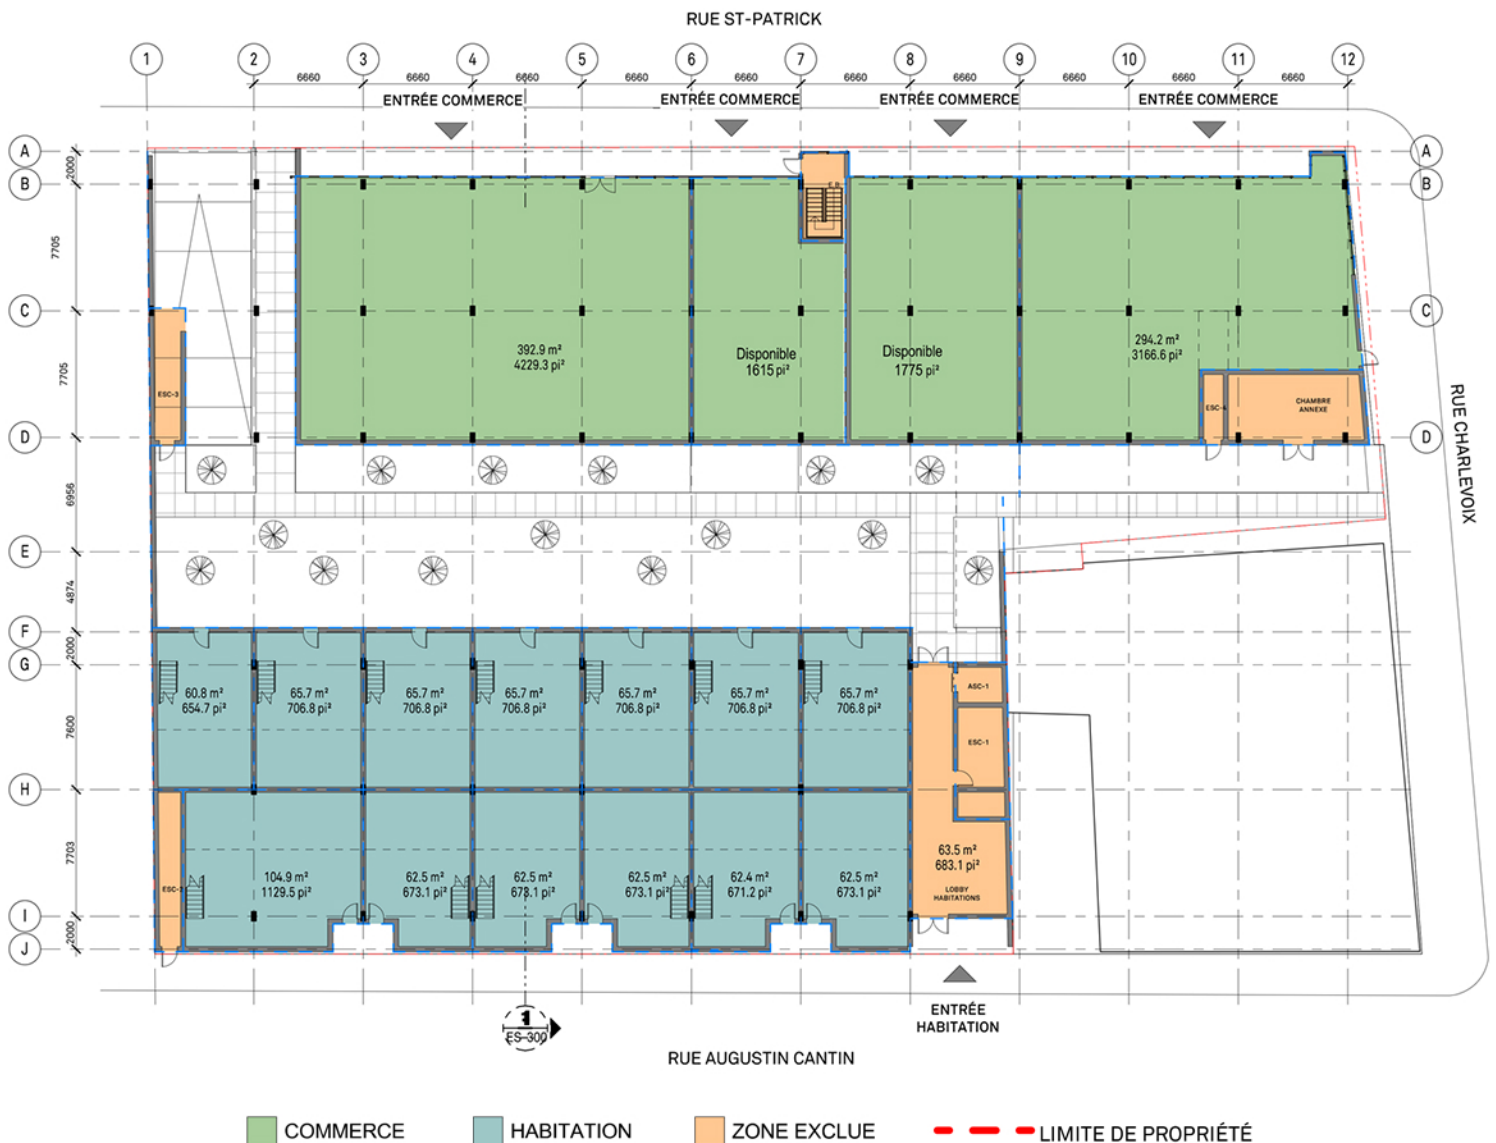 RUE ST-PATRICK
1 2 3 4 5 6 7 8 9 10 11 12
6660 6660 6660 6660 6660 6660 6660 6660 6660 6660
ENTRÉE COMMERCE ENTRÉE COMMERCE ENTRÉE COMMERCE ENTRÉE COMMERCE
A A
2000
B B
7705
C C
392.9 m²
4229.3 pi²
Disponible
1615 pi²
Disponible
1775 pi²
294.2 m²
3166.6 pi²
7705
ESC-3
ESC-4
CHAMBRE
ANNEXE
D D
RUE CHARLEVOIX
6956
E
4874
F
2000
G
60.8 m²
654.7 pi²
65.7 m²
706.8 pi²
65.7 m²
706.8 pi²
65.7 m²
706.8 pi²
65.7 m²
706.8 pi²
65.7 m²
706.8 pi²
65.7 m²
706.8 pi²
ASC-1
ESC-1
7600
H
7703
104.9 m²
1129.5 pi²
62.5 m²
673.1 pi²
62.5 m²
673.1 pi²
62.5 m²
673.1 pi²
62.4 m²
671.2 pi²
62.5 m²
673.1 pi²
63.5 m²
683.1 pi²
LOBBY
HABITATIONS
I
2000
J
1
ES-300
ENTRÉE
HABITATION
RUE AUGUSTIN CANTIN
COMMERCE HABITATION ZONE EXCLUE LIMITE DE PROPRIÉTÉ